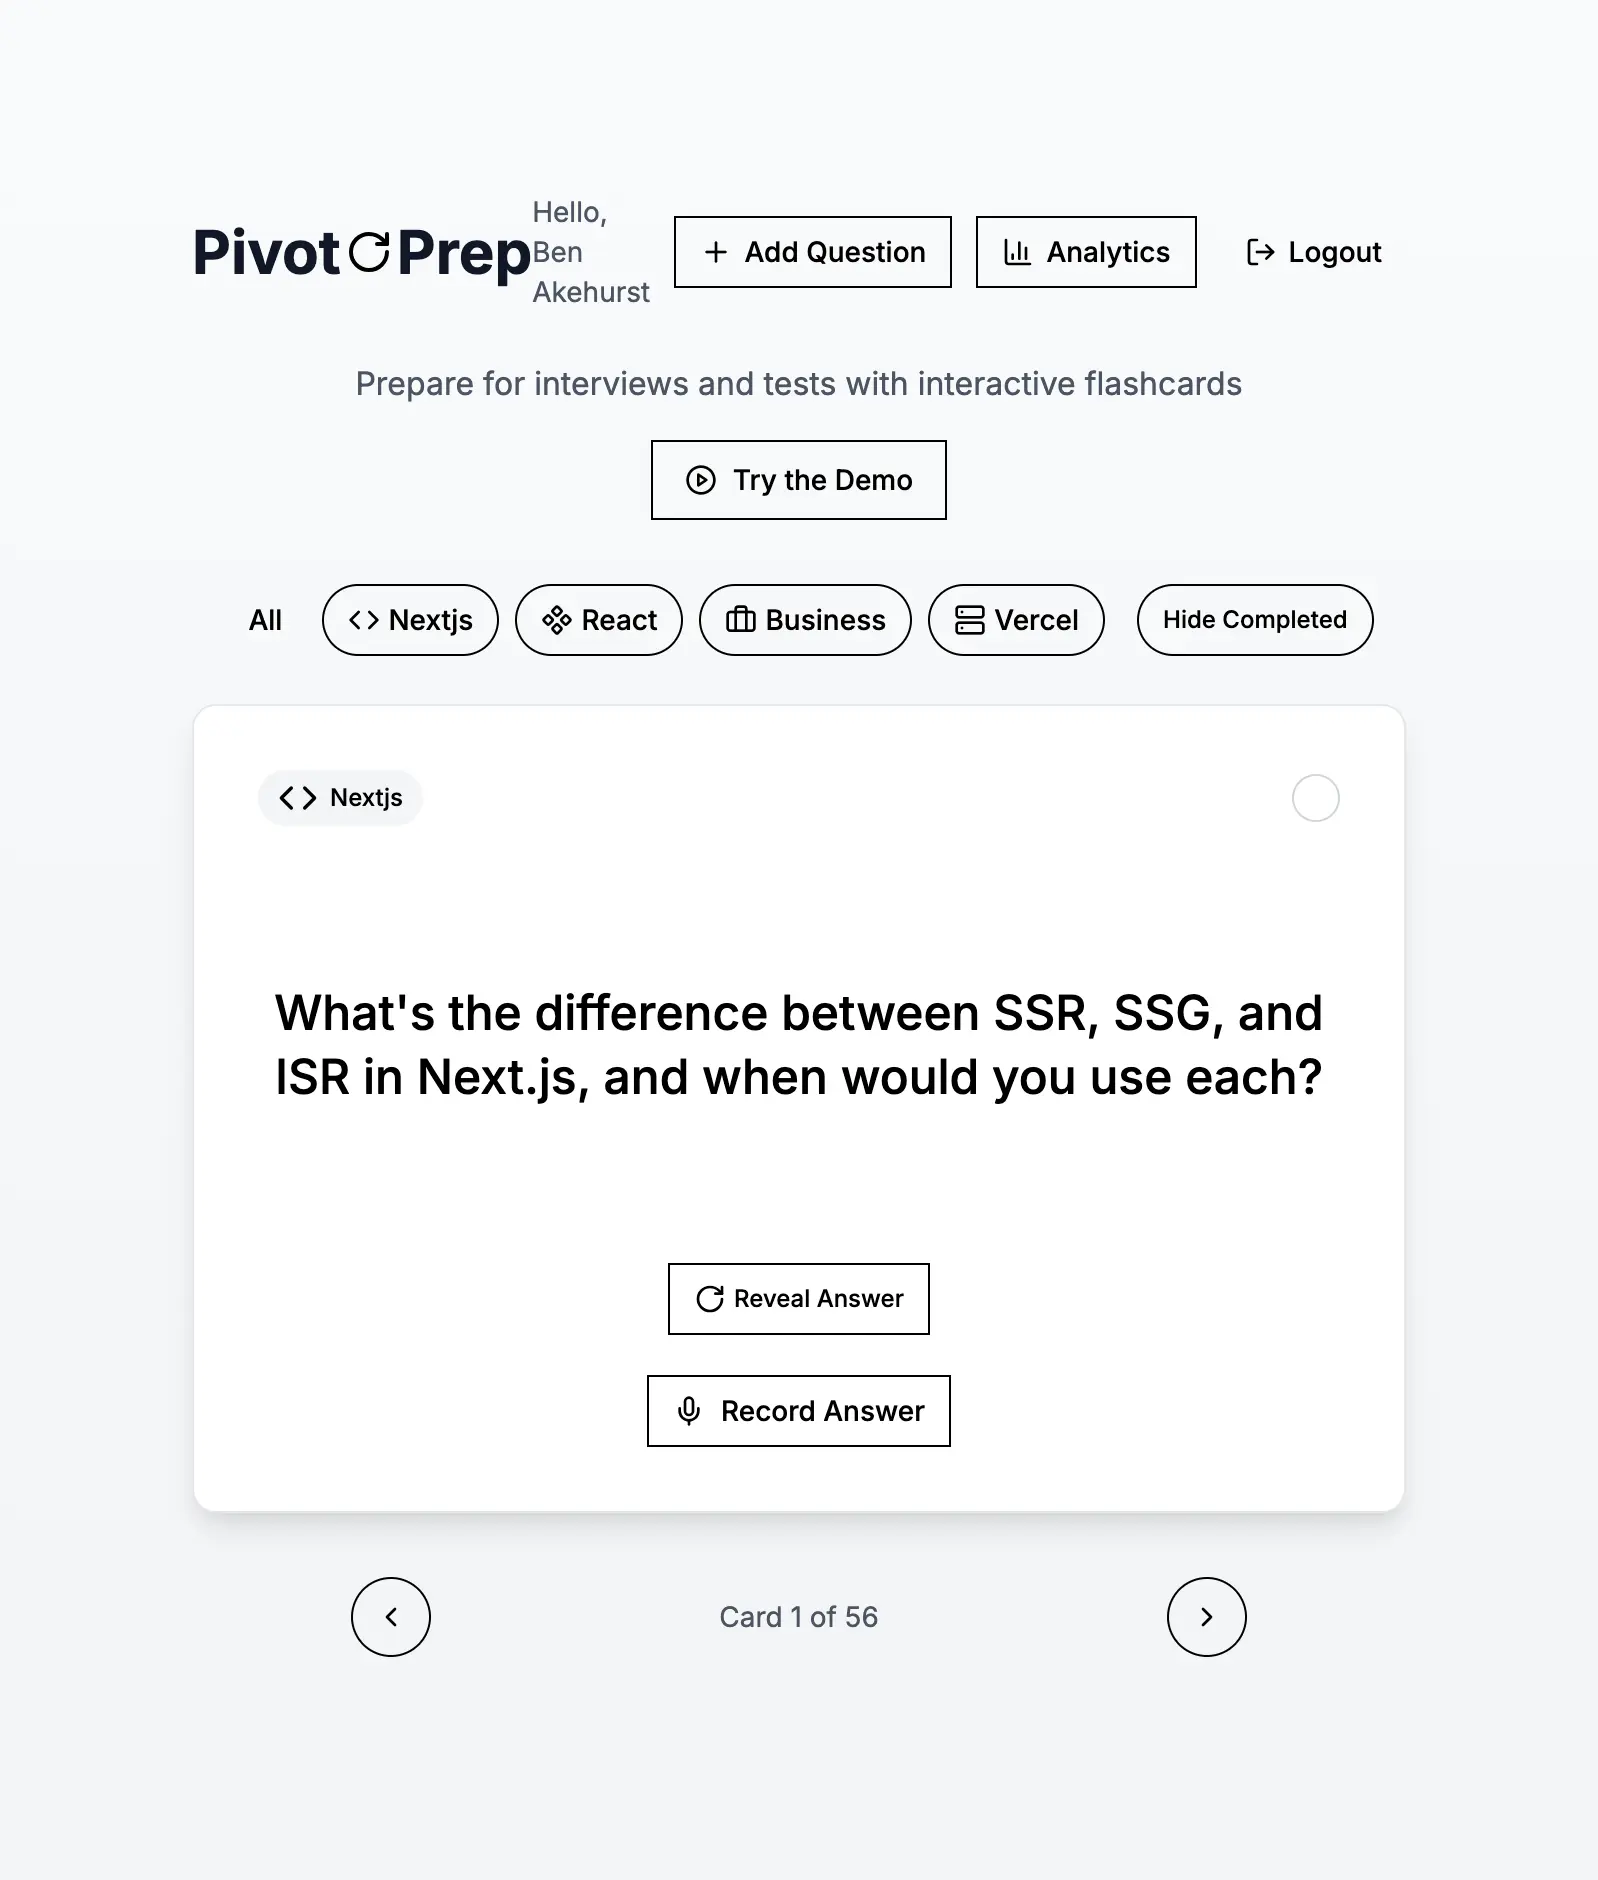 Pivot Prep
Hello,
Ben
Akehurst
Add Question
Analytics
Logout
Prepare for interviews and tests with interactive flashcards
Try the Demo
All
Nextjs
React
Business
Vercel
Hide Completed
Nextjs
What's the difference between SSR, SSG, and
ISR in Next.js, and when would you use each?
Reveal Answer
Record Answer
Card 1 of 56